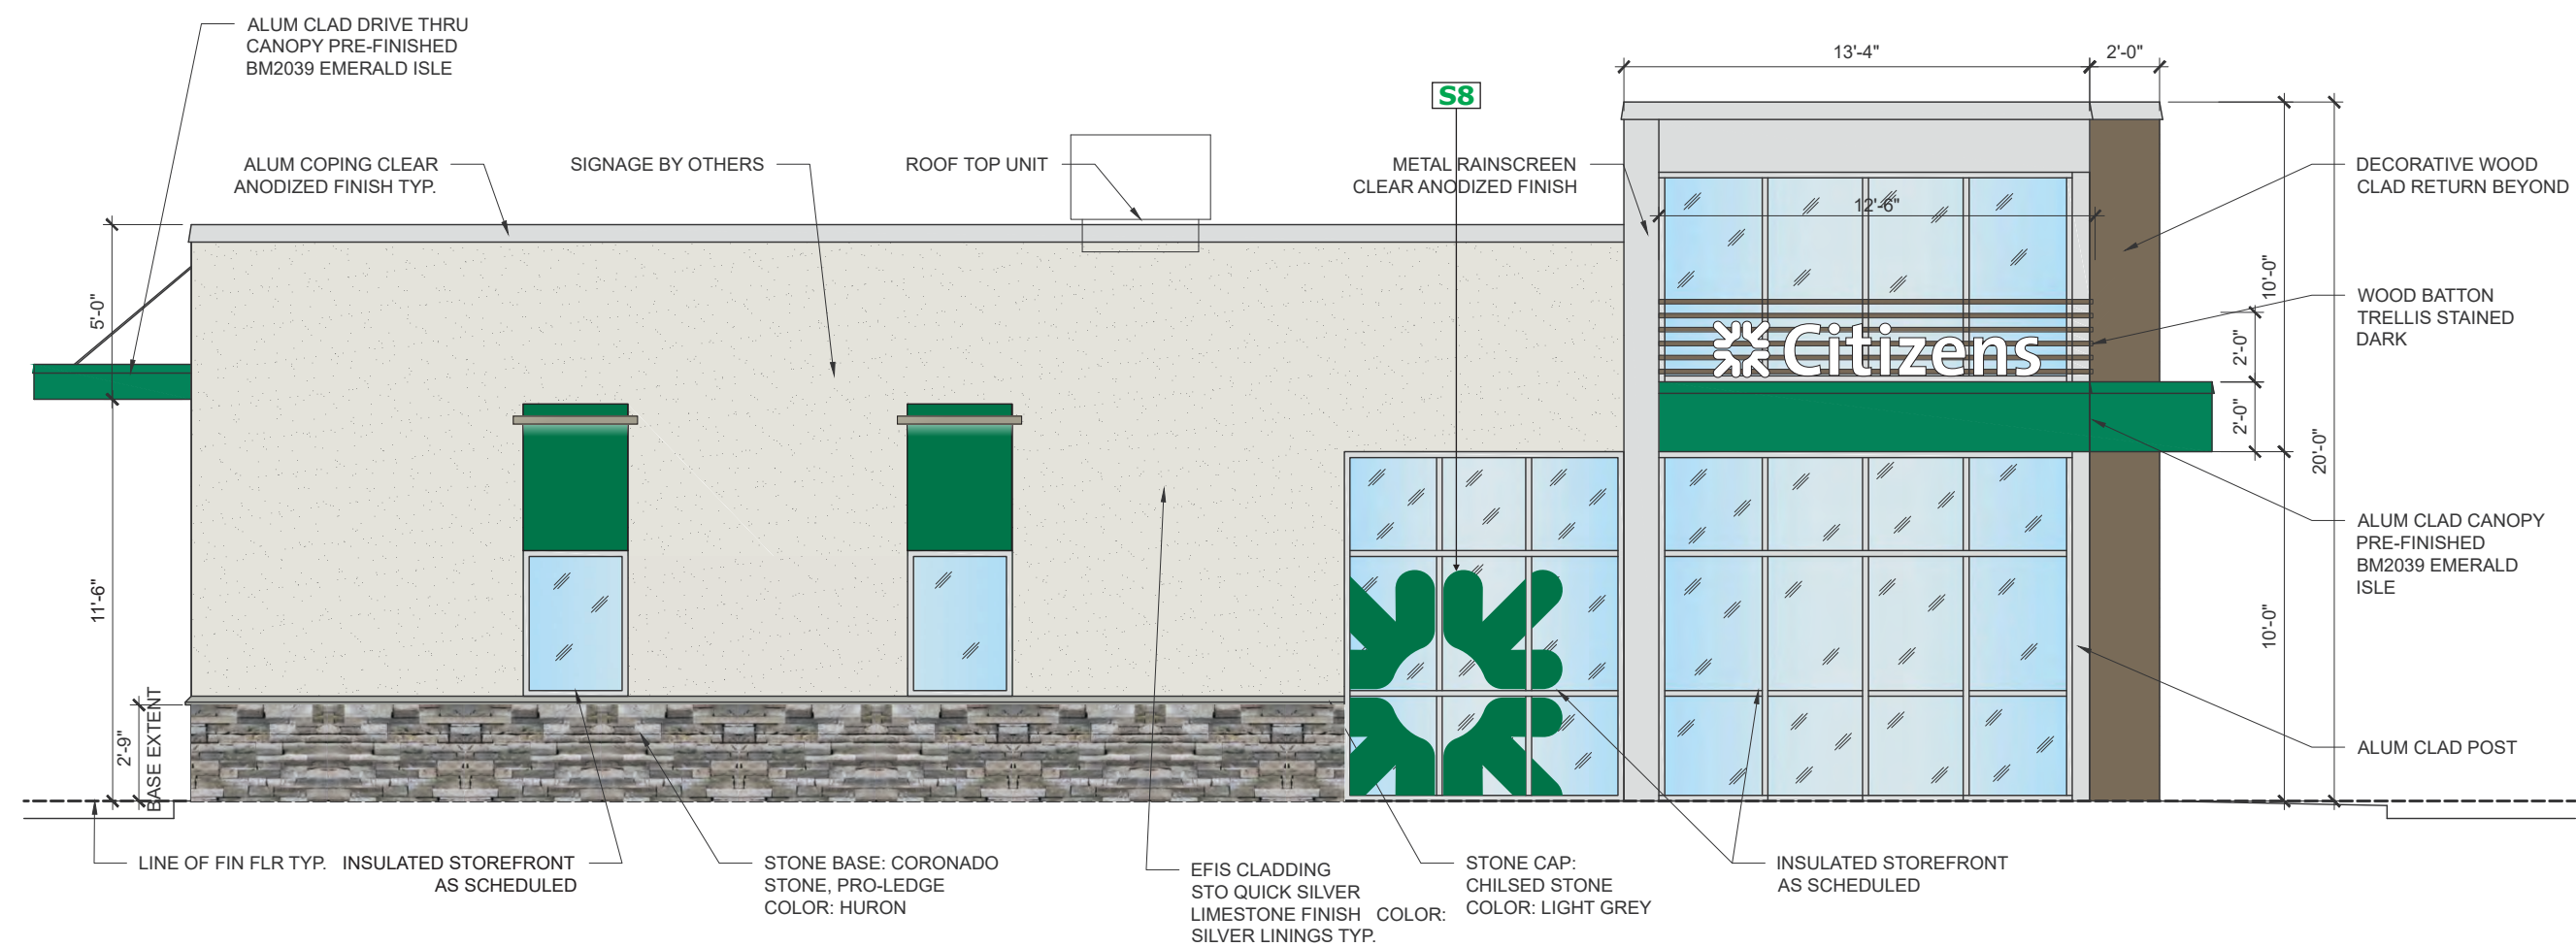 ALUM CLAD DRIVE THRU
CANOPY PRE-FINISHED
BM2039 EMERALD ISLE
13'-4"
2'-0"
S8
ALUM COPING CLEAR
ANODIZED FINISH TYP.
SIGNAGE BY OTHERS
ROOF TOP UNIT
METAL RAINSCREEN
CLEAR ANODIZED FINISH
DECORATIVE WOOD
CLAD RETURN BEYOND
12'-6"
5'-0"
10'-0"
WOOD BATTON
TRELLIS STAINED
DARK
Citizens
2'-0"
2'-0"
20'-0"
ALUM CLAD CANOPY
PRE-FINISHED
BM2039 EMERALD
ISLE
11'-6"
10'-0"
2'-9"
BASE EXTENT
ALUM CLAD POST
LINE OF FIN FLR TYP.
INSULATED STOREFRONT
AS SCHEDULED
STONE BASE: CORONADO
STONE, PRO-LEDGE
COLOR: HURON
EFIS CLADDING
STO QUICK SILVER
LIMESTONE FINISH COLOR:
SILVER LININGS TYP.
STONE CAP:
CHILSED STONE
COLOR: LIGHT GREY
INSULATED STOREFRONT
AS SCHEDULED